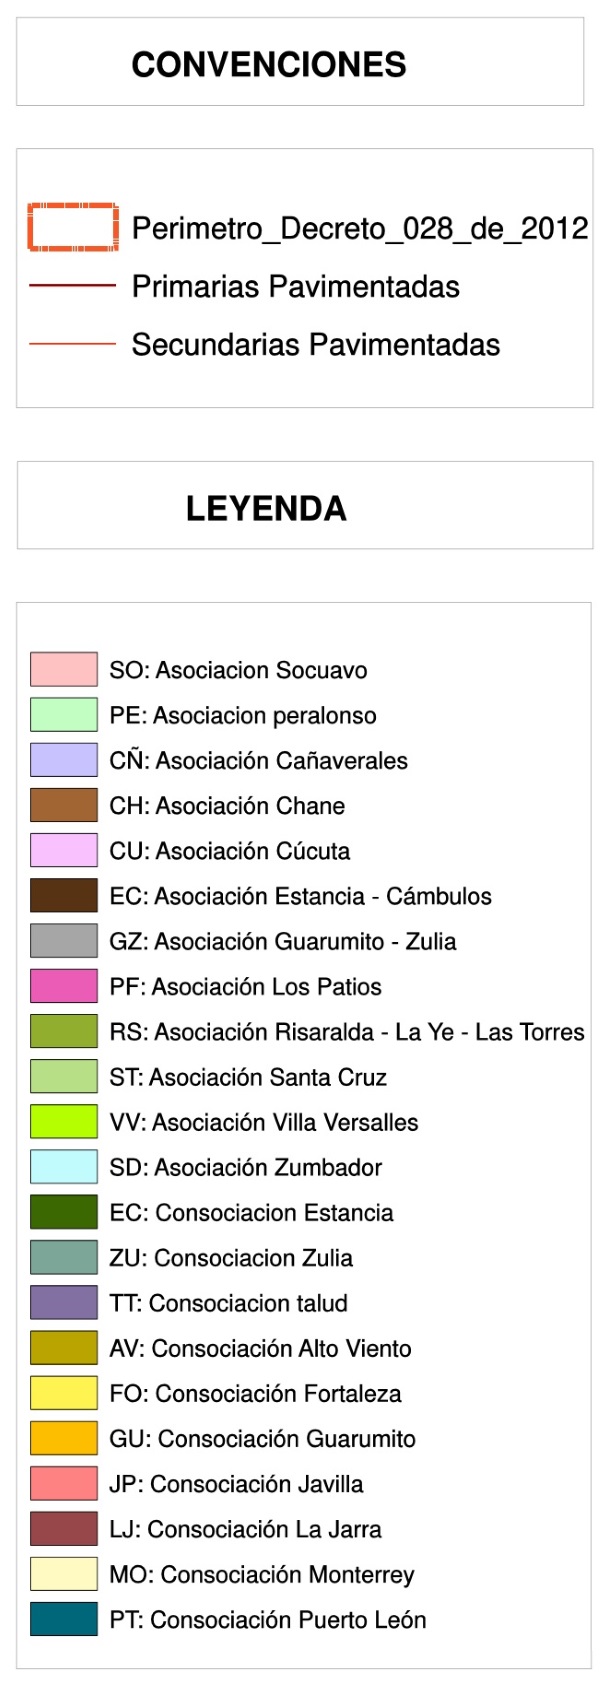 CONVENCIONES
Perimetro_Decreto_028_de_2012
Primarias Pavimentadas
Secundarias Pavimentadas
LEYENDA
SO: Asociacion Socuavo
PE: Asociacion peralonso
CÑ: Asociación Cañaverales
CH: Asociación Chane
CU: Asociación Cúcuta
EC: Asociación Estancia - Cámbulos
GZ: Asociación Guarumito - Zulia
PF: Asociación Los Patios
RS: Asociación Risaralda - La Ye - Las Torres
ST: Asociación Santa Cruz
VV: Asociación Villa Versalles
SD: Asociación Zumbador
EC: Consociacion Estancia
ZU: Consociacion Zulia
TT: Consociacion talud
AV: Consociación Alto Viento
FO: Consociación Fortaleza
GU: Consociación Guarumito
JP: Consociación Javilla
LJ: Consociación La Jarra
MO: Consociación Monterrey
PT: Consociación Puerto León